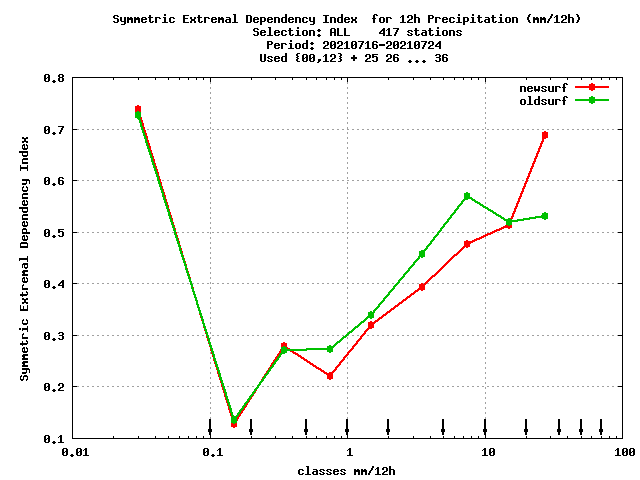 Symmetric Extremal Dependency Index  for 12h Precipitation (mm/12h)
Selection: ALL    417 stations
Period: 20210716-20210724
Used {00,12} + 25 26 ... 36
newsurf
oldsurf
Symmetric Extremal Dependency Index
0.8
0.7
0.6
0.5
0.4
0.3
0.2
0.1
0.01
0.1
1
10
100
classes mm/12h